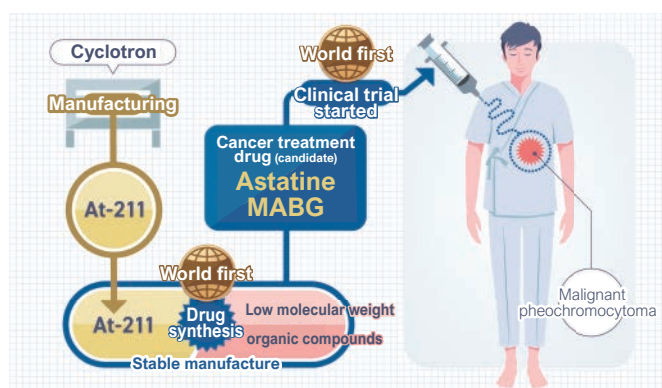 Cyclotron
Manufacturing
At-211
World first
At-211
Drug
synthesis
Low molecular weight
organic compounds
Stable manufacture
Cancer treatment
drug (candidate)
Astatine
MABG
World first
Clinical trial
started
Malignant
pheochromocytoma